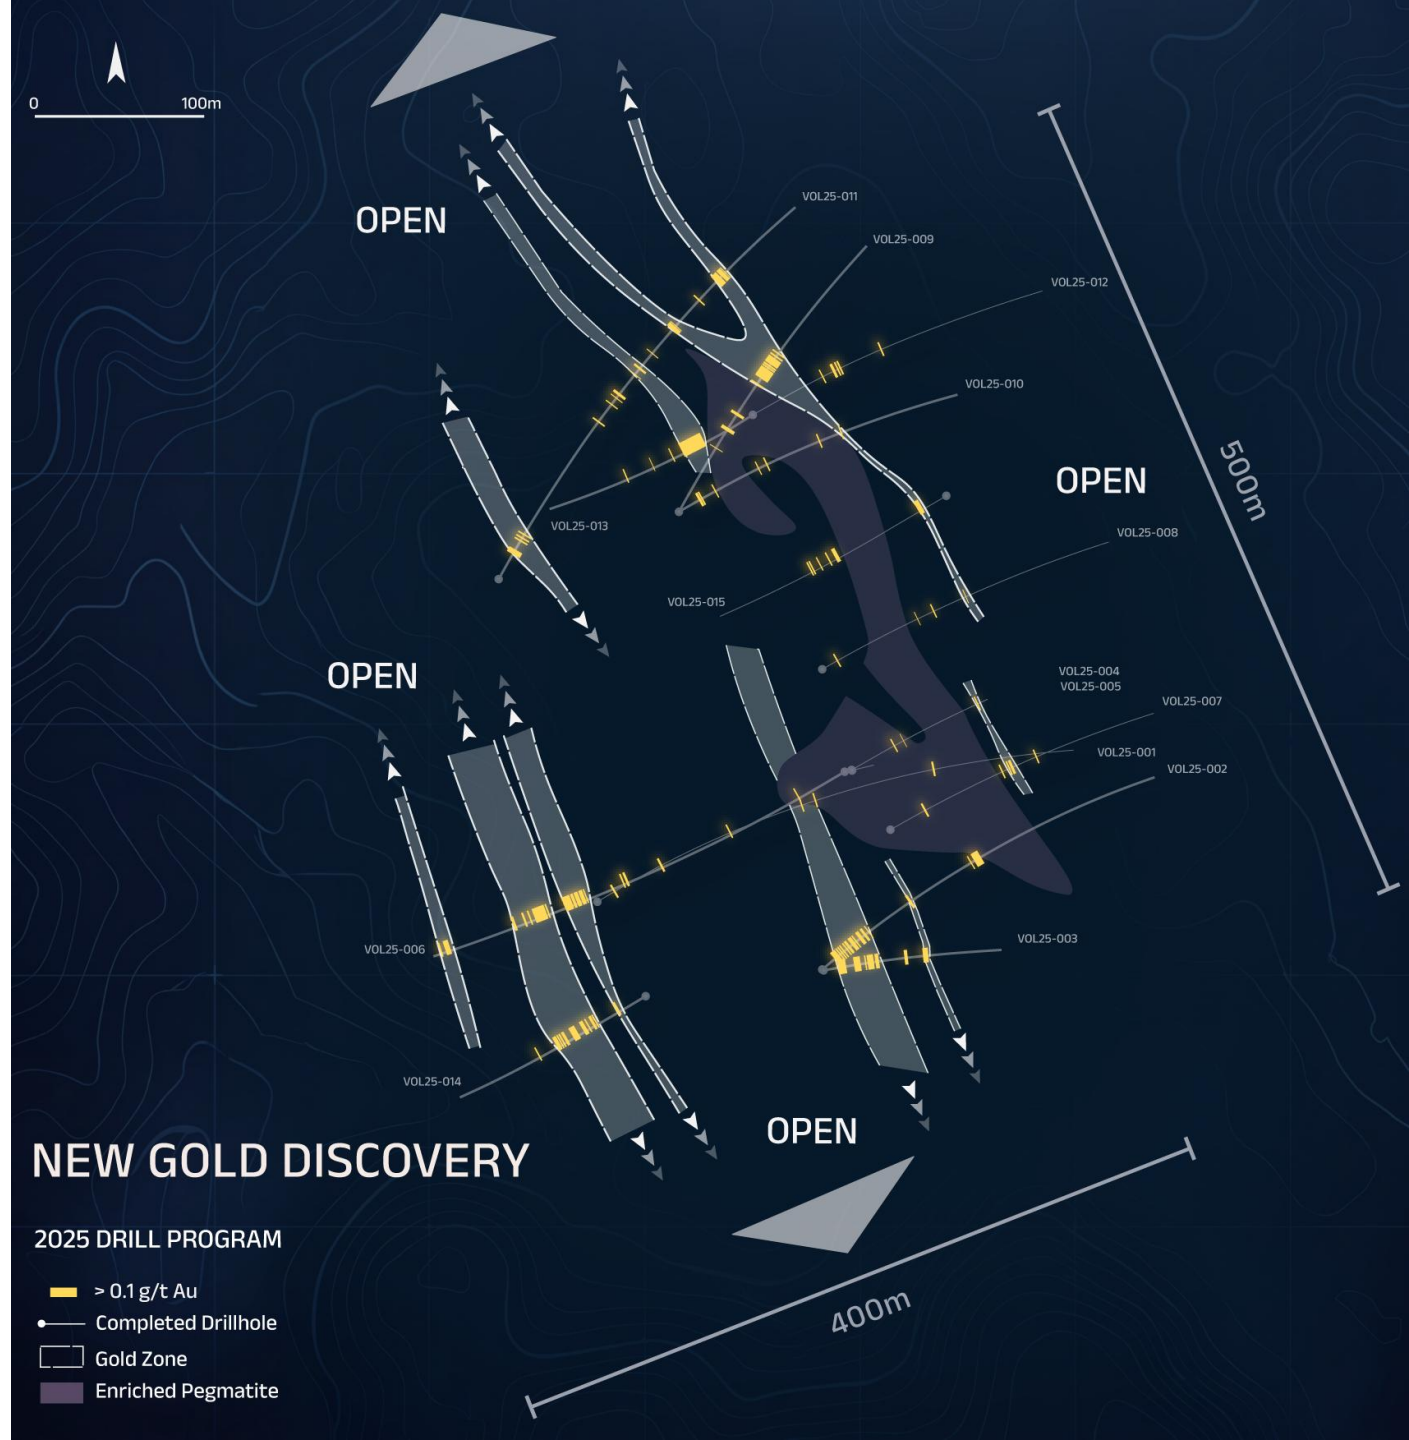 0 100m
VOL25-011
OPEN
VOL25-009
VOL25-012
VOL25-010
500m
OPEN
VOL25-013
VOL25-008
VOL25-015
OPEN
VOL25-004
VOL25-005
VOL25-007
VOL25-001
VOL25-002
VOL25-003
VOL25-006
VOL25-014
OPEN
NEW GOLD DISCOVERY
2025 DRILL PROGRAM
> 0.1 g/t Au
400m
Completed Drillhole
Gold Zone
Enriched Pegmatite